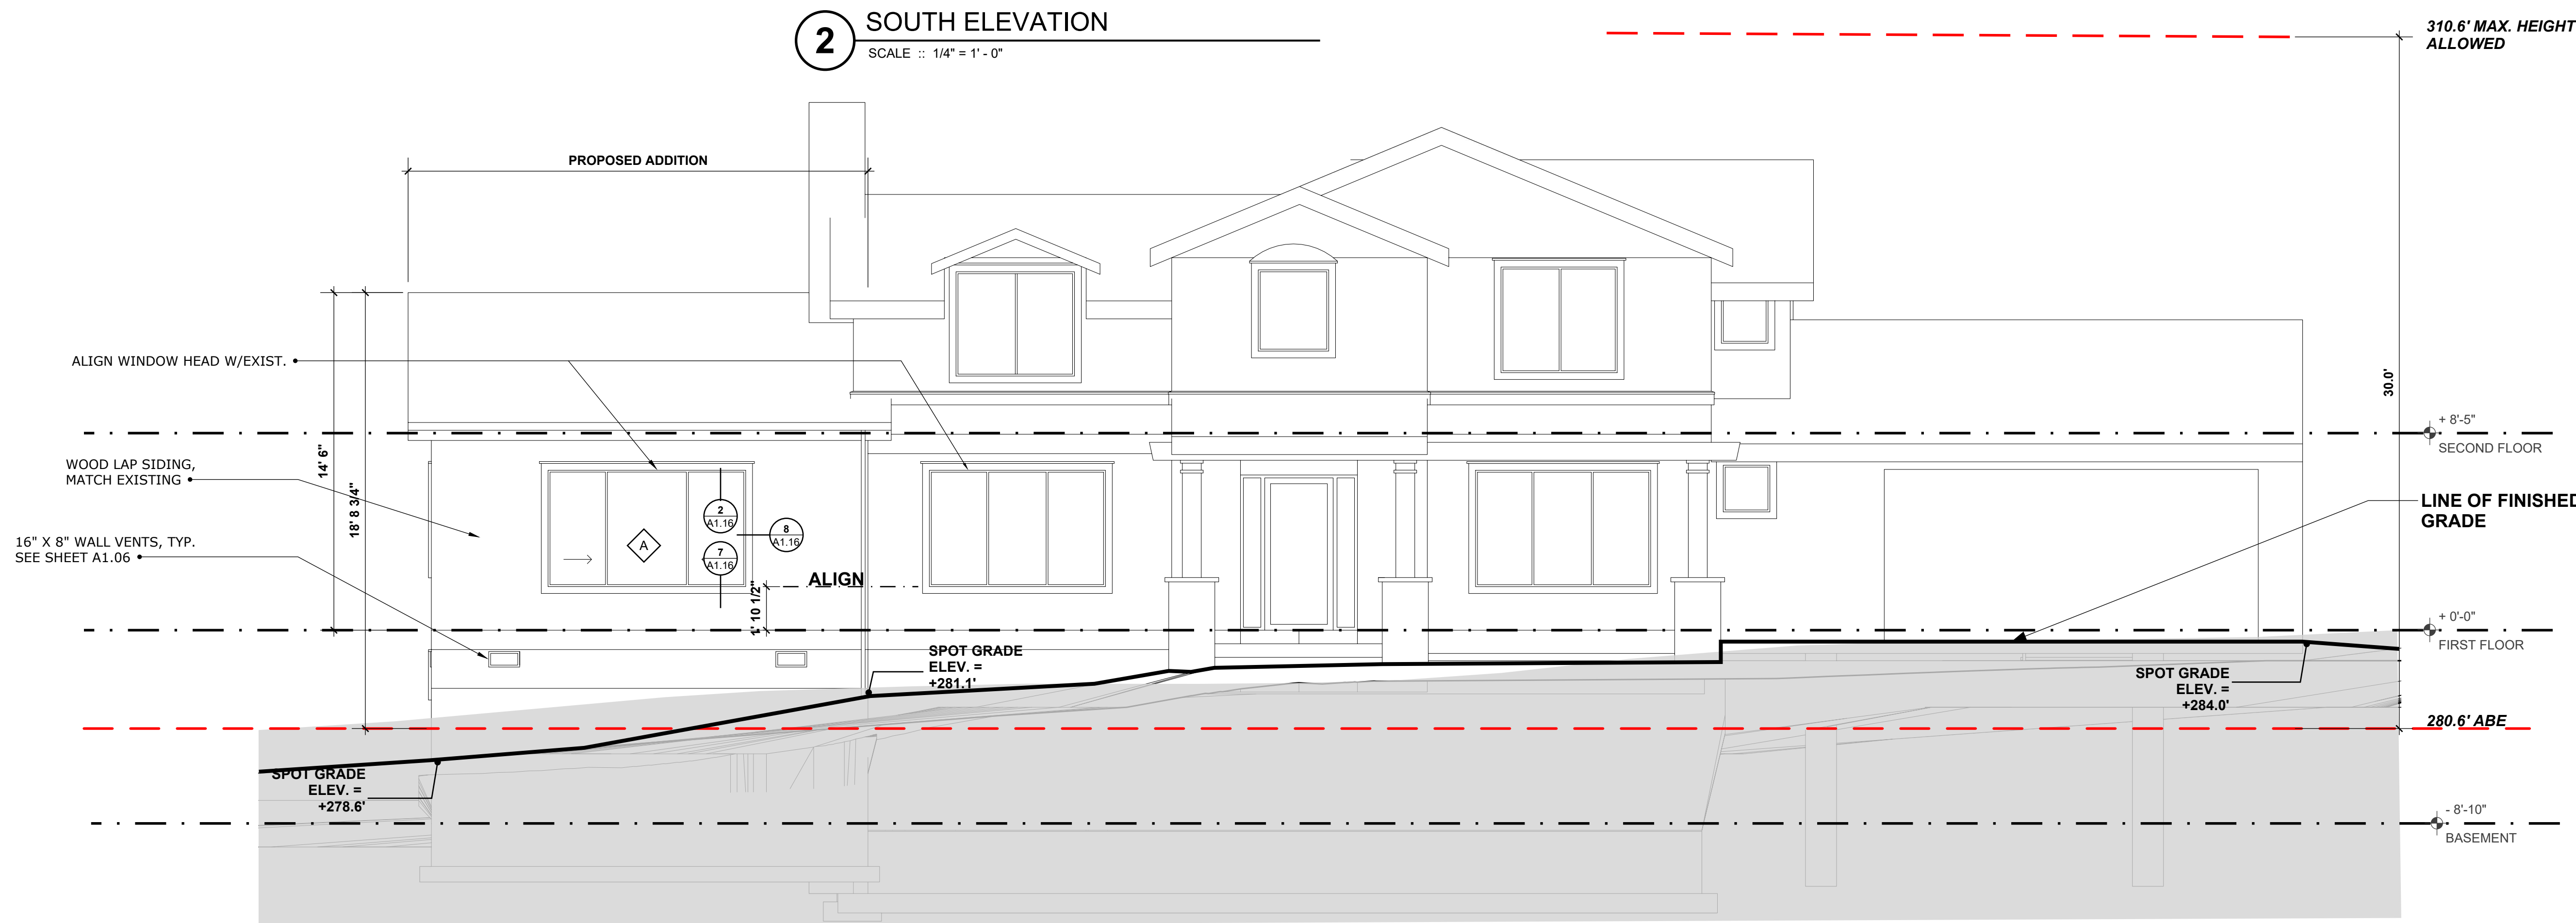 2
SOUTH ELEVATION
SCALE :: 1/4" = 1' - 0"
310.6' MAX. HEIGHT
ALLOWED
PROPOSED ADDITION
ALIGN WINDOW HEAD W/EXIST.
30.0'
+ 8'-5"
SECOND FLOOR
14' 6"
18' 8 3/4"
WOOD LAP SIDING,
MATCH EXISTING
LINE OF FINISHED
GRADE
2
A1.16
8
A1.16
A
7
A1.16
16" X 8" WALL VENTS, TYP.
SEE SHEET A1.06
ALIGN
1' 10 1/2"
+ 0'-0"
FIRST FLOOR
SPOT GRADE
ELEV. =
+281.1'
SPOT GRADE
ELEV. =
+284.0'
280.6' ABE
SPOT GRADE
ELEV. =
+278.6'
- 8'-10"
BASEMENT